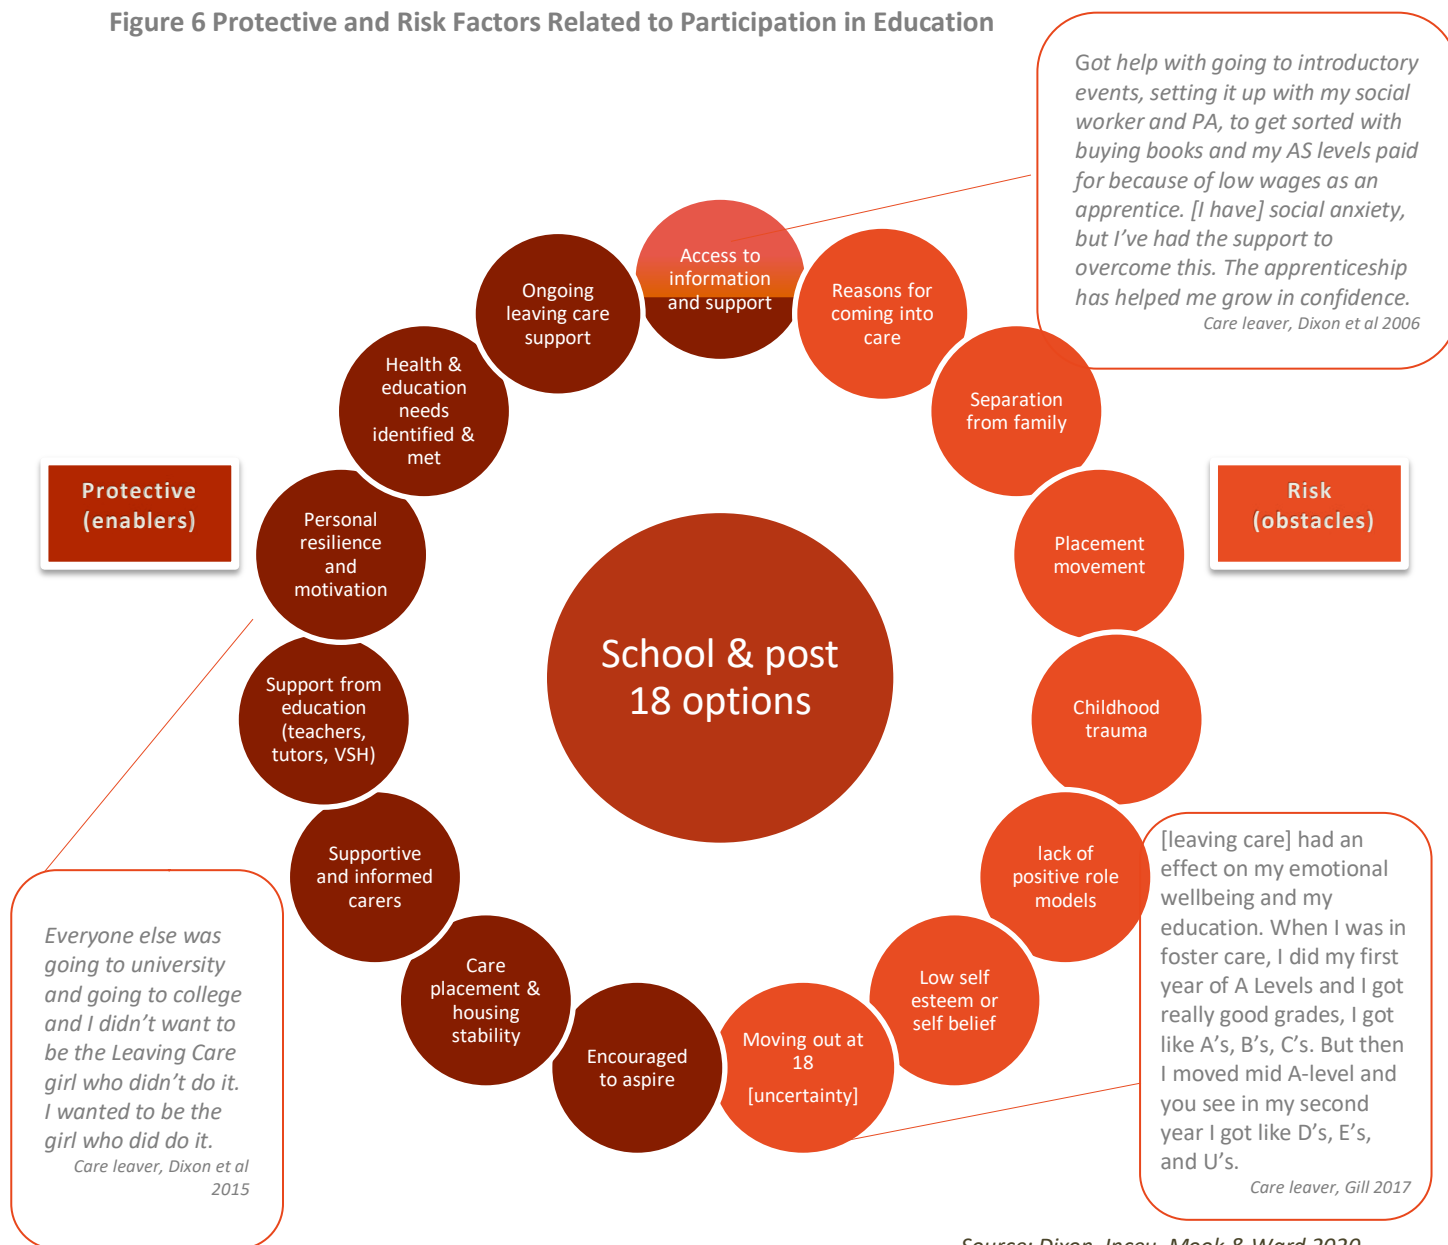 Figure 6 Protective and Risk Factors Related to Participation in Education
Got help with going to introductory
events, setting it up with my social
worker and PA, to get sorted with
buying books and my AS levels paid
for because of low wages as an
apprentice. [I have] social anxiety,
but I’ve had the support to
overcome this. The apprenticeship
has helped me grow in confidence.
Care leaver, Dixon et al 2006
Access to
information
and support
Reasons for
coming into
care
Separation
from family
Placement
movement
Childhood
trauma
lack of
positive role
models
Low self
esteem or
self belief
Moving out at
18
[uncertainty]
Encouraged
to aspire
Care
placement &
housing
stability
Supportive
and informed
carers
Support from
education
(teachers,
tutors, VSH)
Personal
resilience
and
motivation
Health &
education
needs
identified &
met
Ongoing
leaving care
support
Protective
(enablers)
Risk
(obstacles)
School & post
18 options
Everyone else was
going to university
and going to college
and I didn’t want to
be the Leaving Care
girl who didn’t do it.
I wanted to be the
girl who did do it.
Care leaver, Dixon et al
2015
[leaving care] had an
effect on my emotional
wellbeing and my
education. When I was in
foster care, I did my first
year of A Levels and I got
really good grades, I got
like A’s, B’s, C’s. But then
I moved mid A-level and
you see in my second
year I got like D’s, E’s,
and U’s.
Care leaver, Gill 2017
Source: Dixon, Incey, Mook & Ward 2020